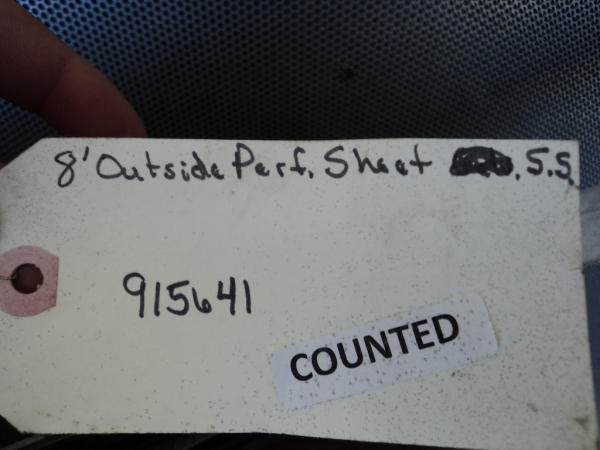 8' Outside Perf. Sheet . S.S.
915641
COUNTED